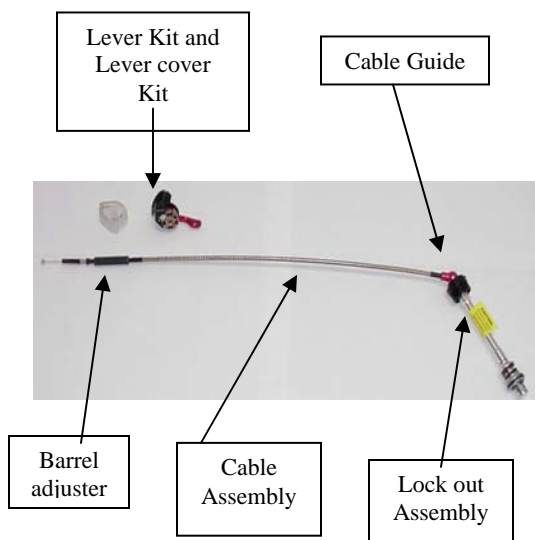 Lever Kit and
Lever cover
Kit
Cable Guide
Barrel
adjuster
Cable
Assembly
Lock out
Assembly